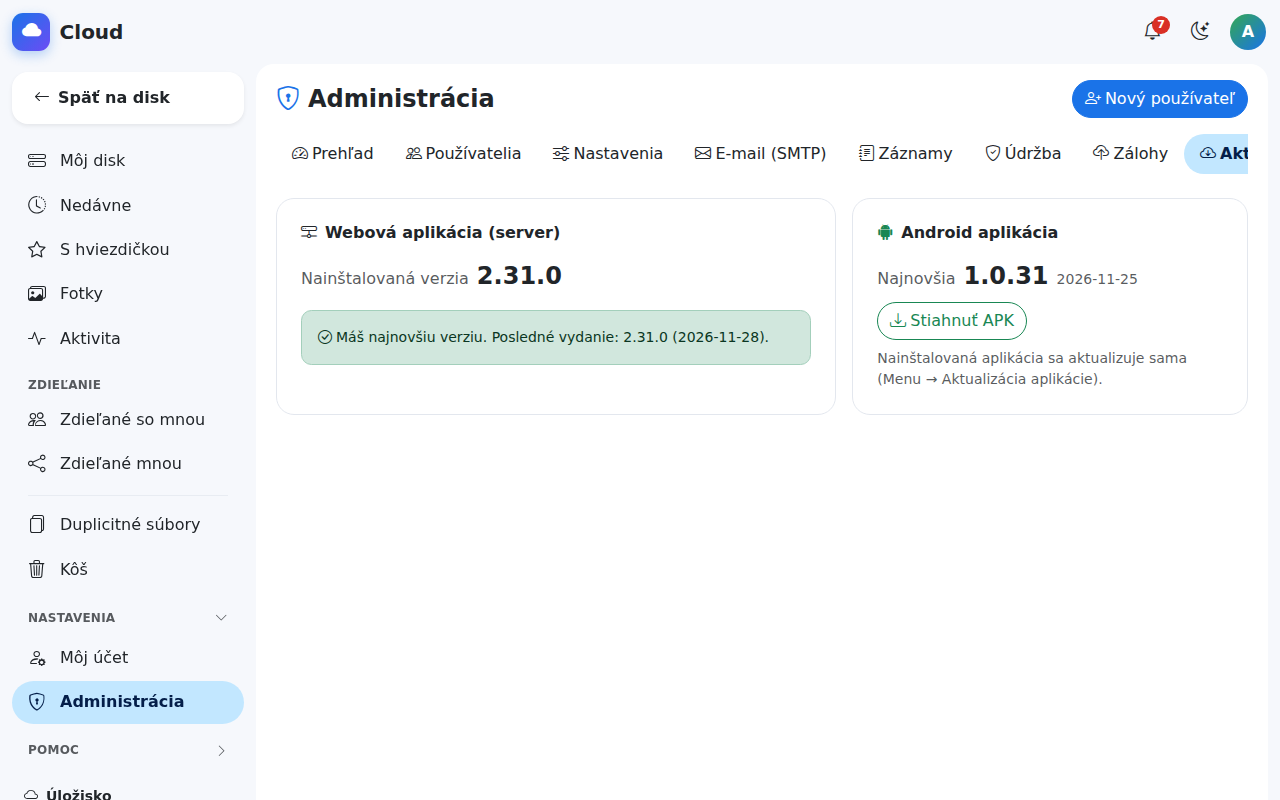 Cloud
7
A
Späť na disk
Môj disk
Nedávne
S hviezdičkou
Fotky
Aktivita
ZDIEĽANIE
Zdieľané so mnou
Zdieľané mnou
Duplicitné súbory
Kôš
NASTAVENIA
Môj účet
Administrácia
POMOC
Úložisko
Administrácia
Nový používateľ
Prehľad Používatelia Nastavenia E-mail (SMTP) Záznamy Údržba Zálohy Akt
Webová aplikácia (server)
Nainštalovaná verzia 2.31.0
Máš najnovšiu verziu. Posledné vydanie: 2.31.0 (2026-11-28).
Android aplikácia
Najnovšia 1.0.31 2026-11-25
Stiahnuť APK
Nainštalovaná aplikácia sa aktualizuje sama
(Menu → Aktualizácia aplikácie).